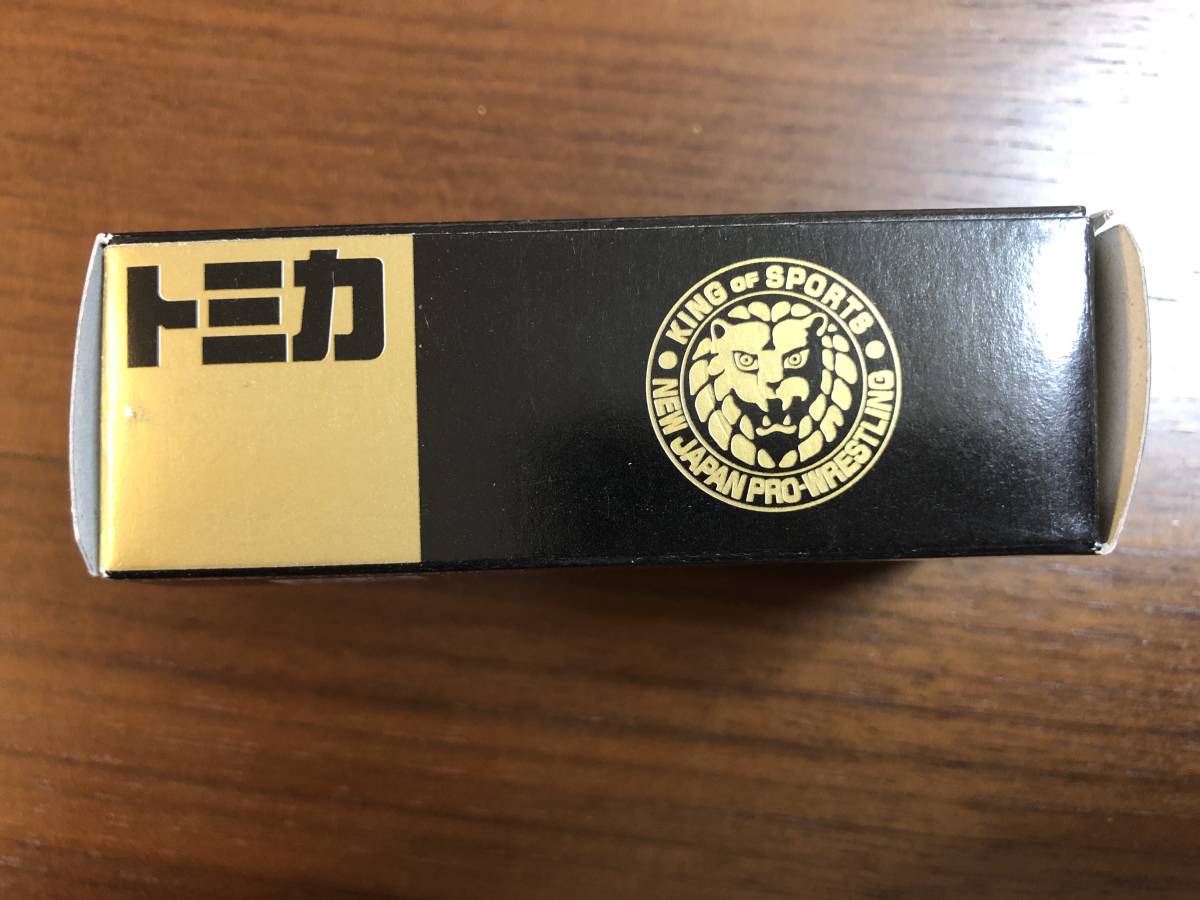 トミカ
KING OF SPORTS
NEW JAPAN PRO-WRESTLING